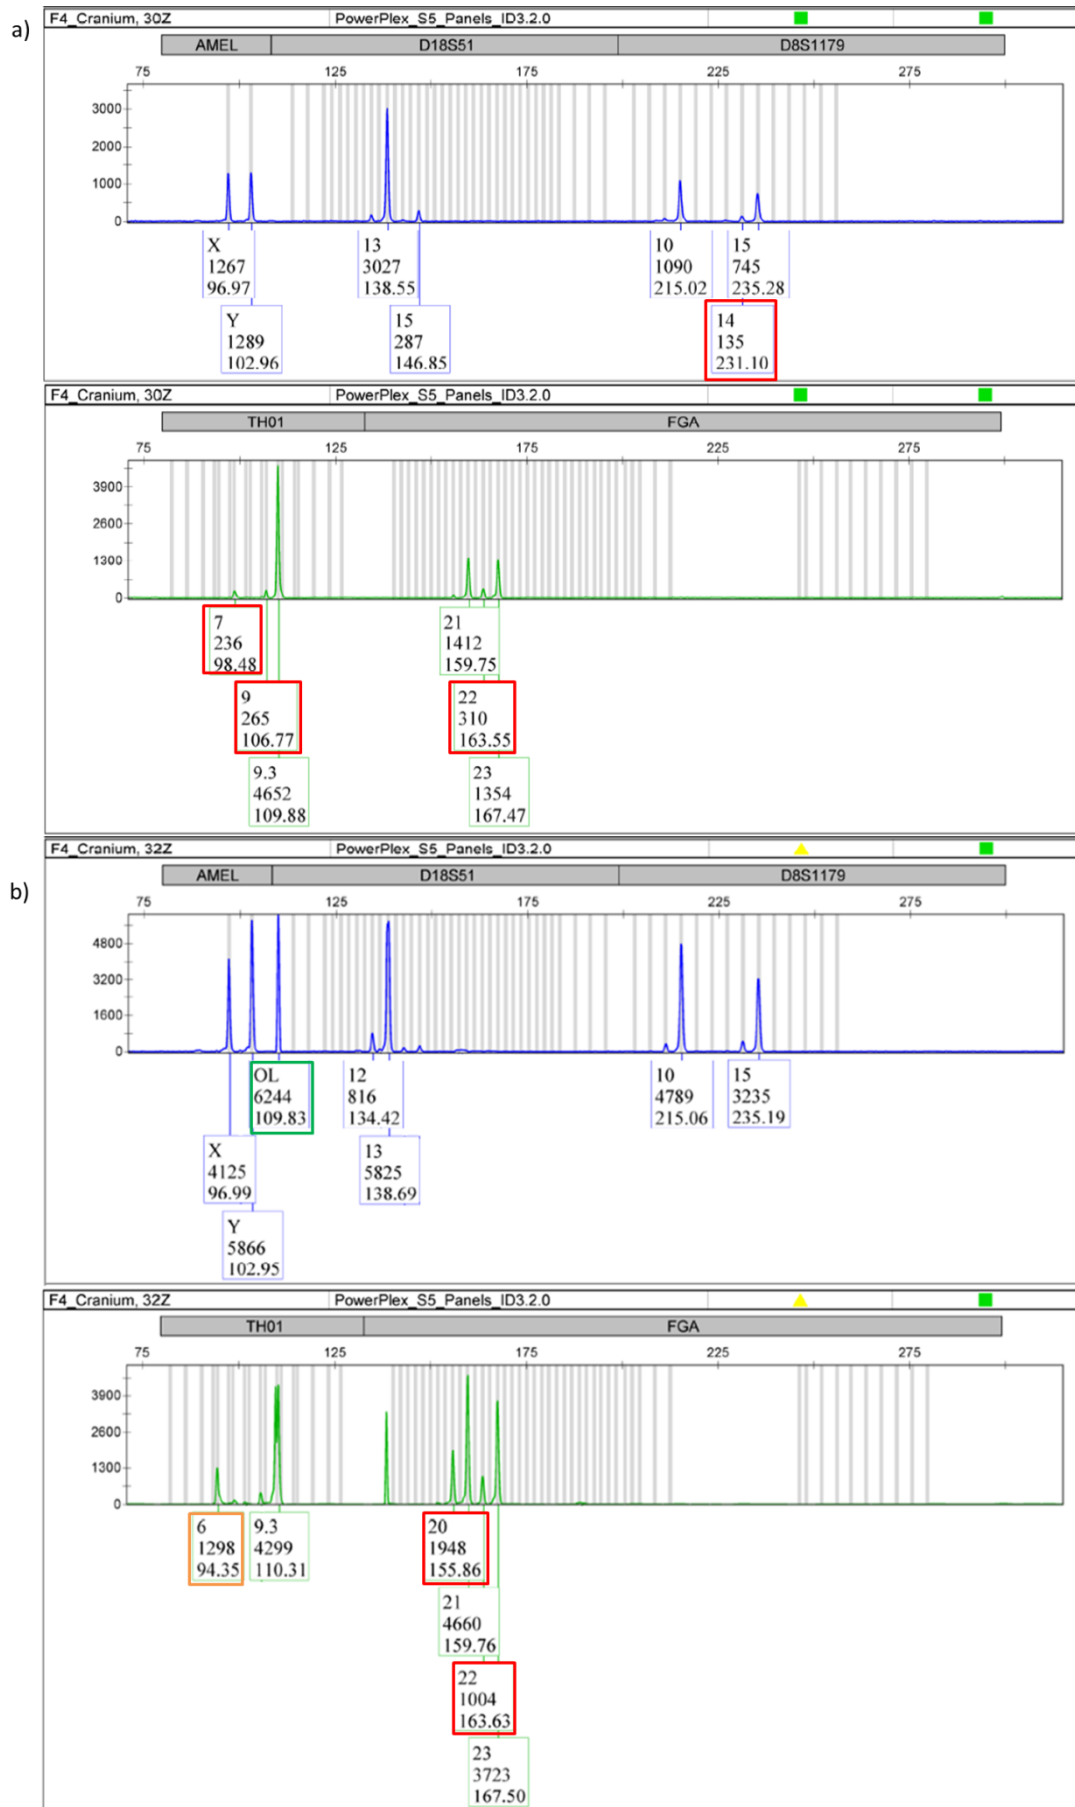 a)
F4_Cranium, 30Z PowerPlex_S5_Panels_ID3.2.0
AMEL D18S51 D8S1179
75 125 175 225 275
3000
2000
1000
0
X 13 10 15
1267 3027 1090 745
96.97 138.55 215.02 235.28
Y 15 14
1289 287 135
102.96 146.85 231.10
F4_Cranium, 30Z PowerPlex_S5_Panels_ID3.2.0
TH01 FGA
75 125 175 225 275
3900
2600
1300
0
7 21
236 1412
98.48 159.75
9 22
265 310
106.77 163.55
9.3 23
4652 1354
109.88 167.47
F4_Cranium, 32Z PowerPlex_S5_Panels_ID3.2.0
b)
AMEL D18S51 D8S1179
75 125 175 225 275
4800
3200
1600
0
OL 12 10 15
6244 816 4789 3235
109.83 134.42 215.06 235.19
X 13
4125 5825
96.99 138.69
Y
5866
102.95
F4_Cranium, 32Z PowerPlex_S5_Panels_ID3.2.0
TH01 FGA
75 125 175 225 275
3900
2600
1300
0
6 9.3 20
1298 4299 1948
94.35 110.31 155.86
21
4660
159.76
22
1004
163.63
23
3723
167.50